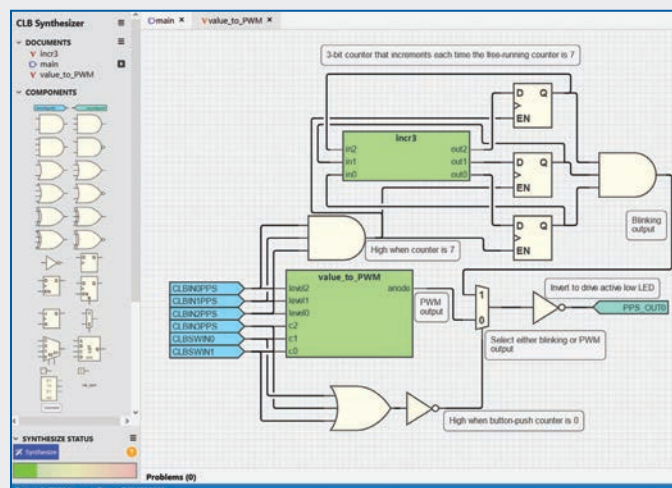 CLB Synthesizer
DOCUMENTS
incr3
main
value_to_PWM
COMPONENTS
SYNTHESIZE STATUS
Synthesize
main ×
value_to_PWM ×
3-bit counter that increments each time the free-running counter is 7
D Q
EN
incr3
in2 out2
in1 out1
in0 out0
D Q
EN
D Q
EN
Blinking
output
High when counter is 7
CLBIN0PPS
CLBIN1PPS
CLBIN2PPS
CLBIN3PPS
CLBSWIN0
CLBSWIN1
value_to_PWM
level2 anode
level1
level0
c2
c1
c0
PWM
output
1
0
Invert to drive active low LED
PPS_OUT0
Select either blinking or PWM
output
High when button-push counter is 0
Problems (0)